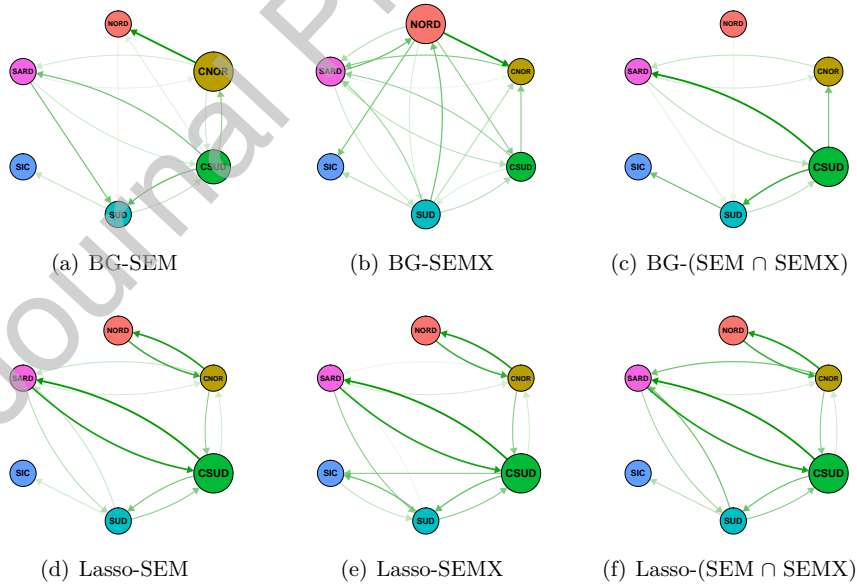 NORD
SARD
CNOR
SIC
CSUD
SUD
(a) BG-SEM
NORD
SARD
CNOR
SIC
CSUD
SUD
(b) BG-SEMX
NORD
SARD
CNOR
SIC
CSUD
SUD
(c) BG-(SEM ∩ SEMX)
NORD
SARD
CNOR
SIC
CSUD
SUD
(d) Lasso-SEM
NORD
SARD
CNOR
SIC
CSUD
SUD
(e) Lasso-SEMX
NORD
SARD
CNOR
SIC
CSUD
SUD
(f) Lasso-(SEM ∩ SEMX)
Journal Pr